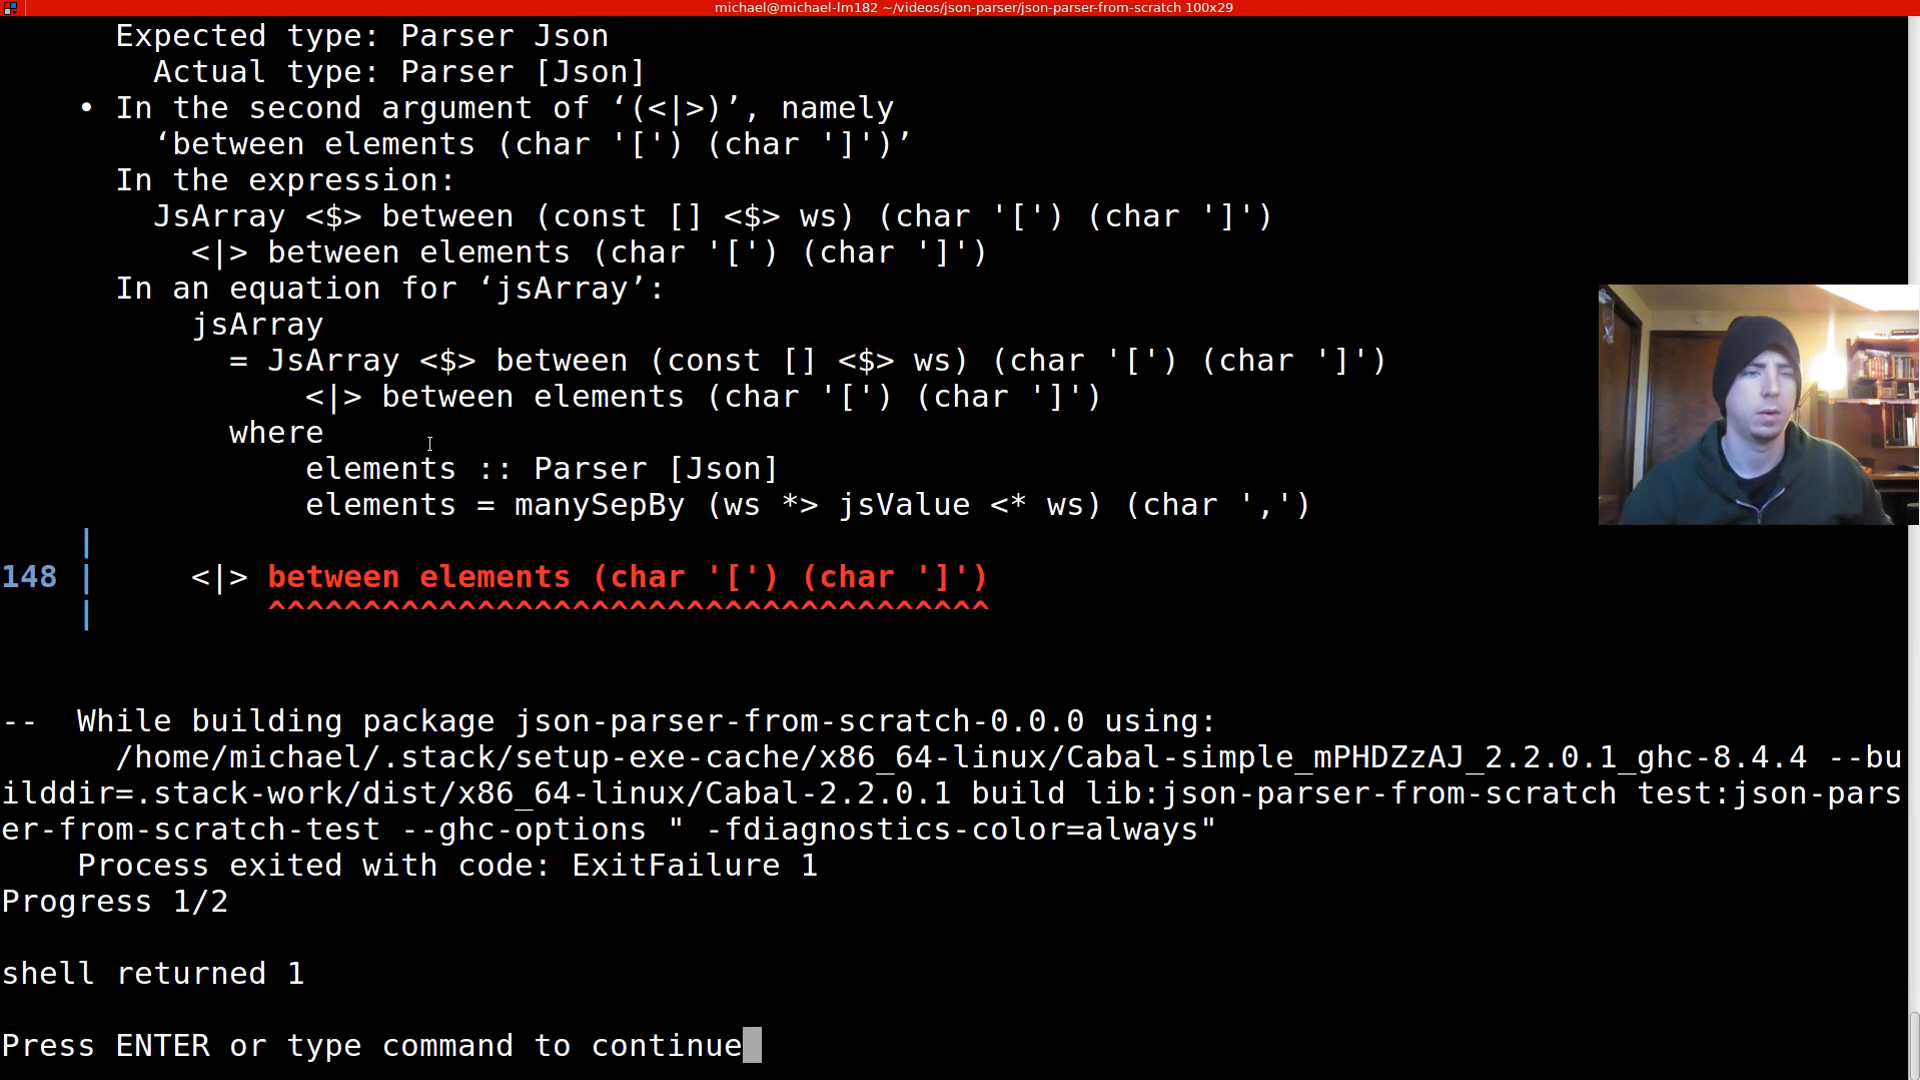 michael@michael-lm182 ~/videos/json-parser/json-parser-from-scratch 100x29
Expected type: Parser Json
Actual type: Parser [Json]
• In the second argument of ‘(<|>)’, namely
‘between elements (char '[') (char ']')’
In the expression:
JsArray <$> between (const [] <$> ws) (char '[') (char ']')
<|> between elements (char '[') (char ']')
In an equation for ‘jsArray’:
jsArray
= JsArray <$> between (const [] <$> ws) (char '[') (char ']')
<|> between elements (char '[') (char ']')
where
elements :: Parser [Json]
elements = manySepBy (ws *> jsValue <* ws) (char ',')
|
148 |     <|> between elements (char '[') (char ']')
|     ^^^^^^^^^^^^^^^^^^^^^^^^^^^^^^^^^^^^^^
-- While building package json-parser-from-scratch-0.0.0 using:
/home/michael/.stack/setup-exe-cache/x86_64-linux/Cabal-simple_mPHDZzAJ_2.2.0.1_ghc-8.4.4 --bu
ilddir=.stack-work/dist/x86_64-linux/Cabal-2.2.0.1 build lib:json-parser-from-scratch test:json-pars
er-from-scratch-test --ghc-options " -fdiagnostics-color=always"
Process exited with code: ExitFailure 1
Progress 1/2
shell returned 1
Press ENTER or type command to continue